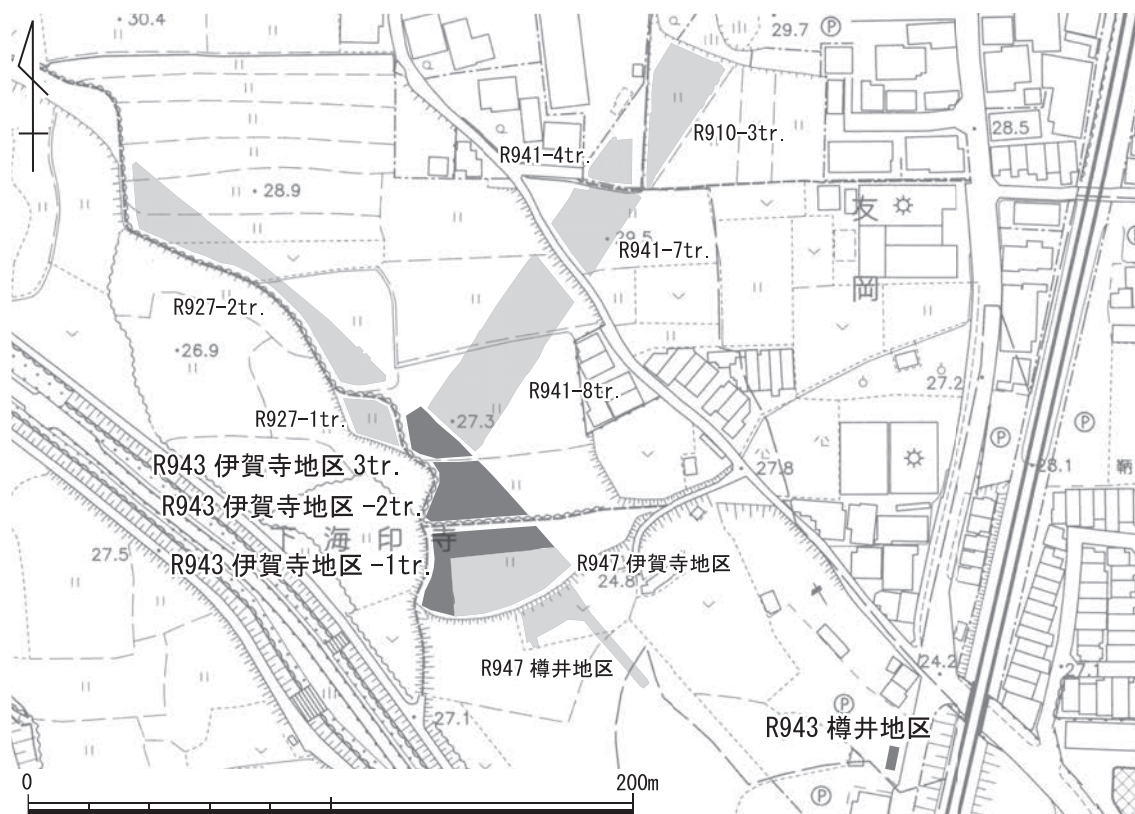 30.4
29.7
Ⓟ
28.5
R910-3tr.
R941-4tr.
28.9
29.5
友
R941-7tr.
岡
R927-2tr.
26.9
27.2
R927-1tr.
27.3
R941-8tr.
Ⓟ
Ⓟ
公
公
27.8
28.1
R943 伊賀寺地区 3tr.
R943 伊賀寺地区 -2tr.
下海印寺
27.5
R943 伊賀寺地区 -1tr.
R947 伊賀寺地区
24.8
R947 樽井地区
24.2
27.1
27.1
Ⓟ
R943 樽井地区
Ⓟ
0 200m